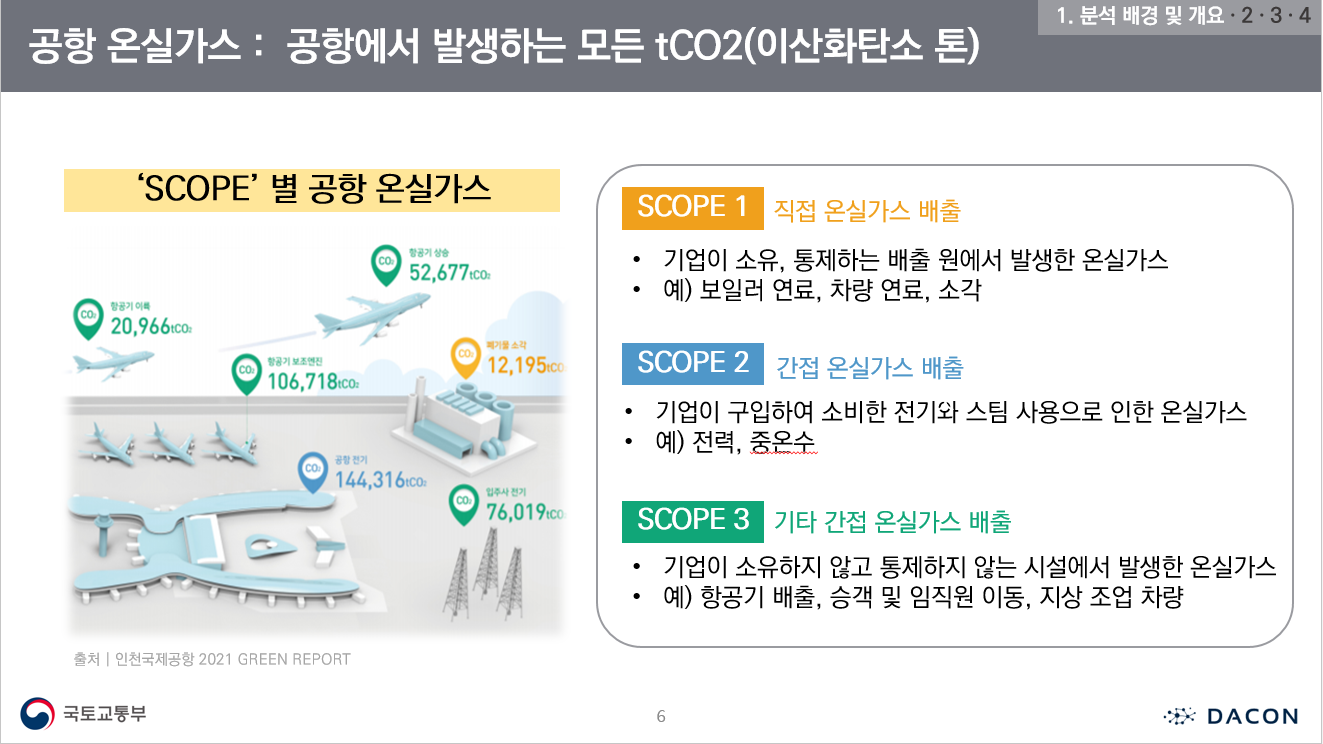 1. 분석 배경 및 개요 · 2 · 3 · 4
공항 온실가스 : 공항에서 발생하는 모든 tCO2(이산화탄소 톤)
‘SCOPE’ 별 공항 온실가스
CO₂ 항공기 상승
52,677tCO₂
CO₂ 항공기 이륙
20,966tCO₂
CO₂ 항공기 보조엔진
106,718tCO₂
CO₂ 폐기물 소각
12,195tCO
CO₂ 공항 전기
144,316tCO₂
CO₂ 입주사 전기
76,019tCO
출처 | 인천국제공항 2021 GREEN REPORT
SCOPE 1 직접 온실가스 배출
• 기업이 소유, 통제하는 배출 원에서 발생한 온실가스
• 예) 보일러 연료, 차량 연료, 소각
SCOPE 2 간접 온실가스 배출
• 기업이 구입하여 소비한 전기와 스팀 사용으로 인한 온실가스
• 예) 전력, 중온수
SCOPE 3 기타 간접 온실가스 배출
• 기업이 소유하지 않고 통제하지 않는 시설에서 발생한 온실가스
• 예) 항공기 배출, 승객 및 임직원 이동, 지상 조업 차량
국토교통부
6
DACON